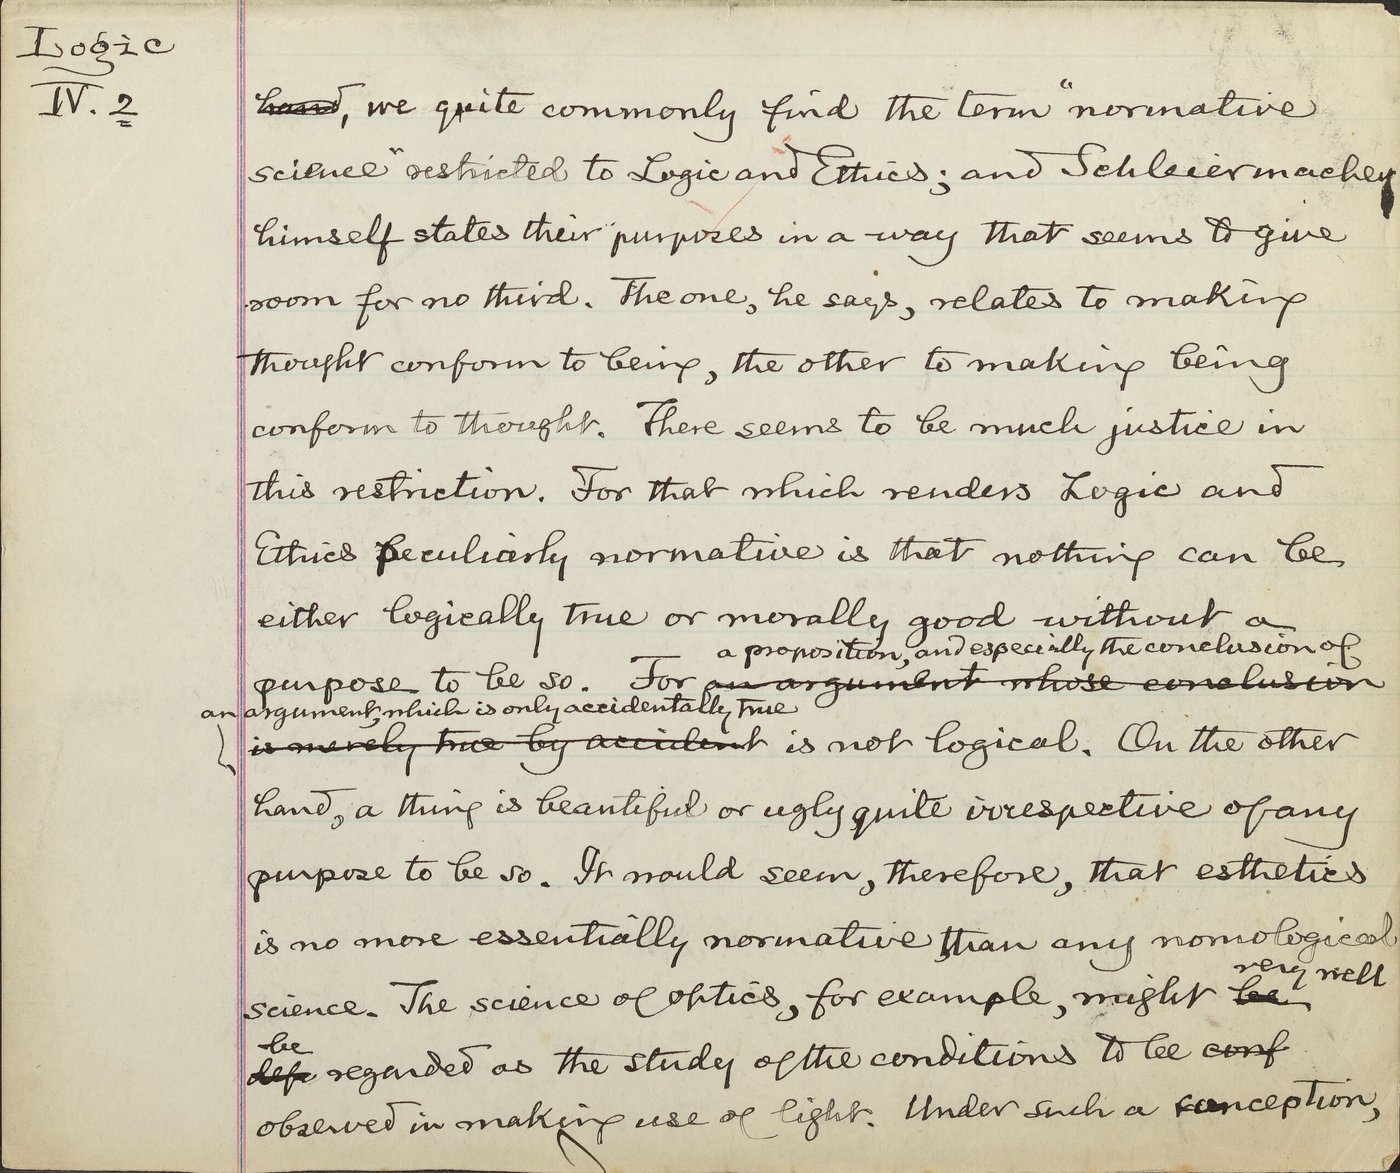 Logic
IV. 2
hand, we quite commonly find the term "normative
science" restricted to Logic and Ethics; and Schleiermacher
himself states their purposes in a way that seems to give
room for no third. The one, he says, relates to making
thought conform to being, the other to making being
conform to thought. There seems to be much justice in
this restriction. For that which renders Logic and
Ethics peculiarly normative is that nothing can be
either logically true or morally good without a
a proposition, and especially the conclusion of
purpose to be so. For an argument whose conclusion
an argument, which is only accidentally true
is merely true by accident is not logical. On the other
hand, a thing is beautiful or ugly quite irrespective of any
purpose to be so. It would seem, therefore, that esthetics
is no more essentially normative than any nomological
very well
science. The science of optics, for example, might be
be
def regarded as the study of the conditions to be conf
observed in making use of light. Under such a conception,